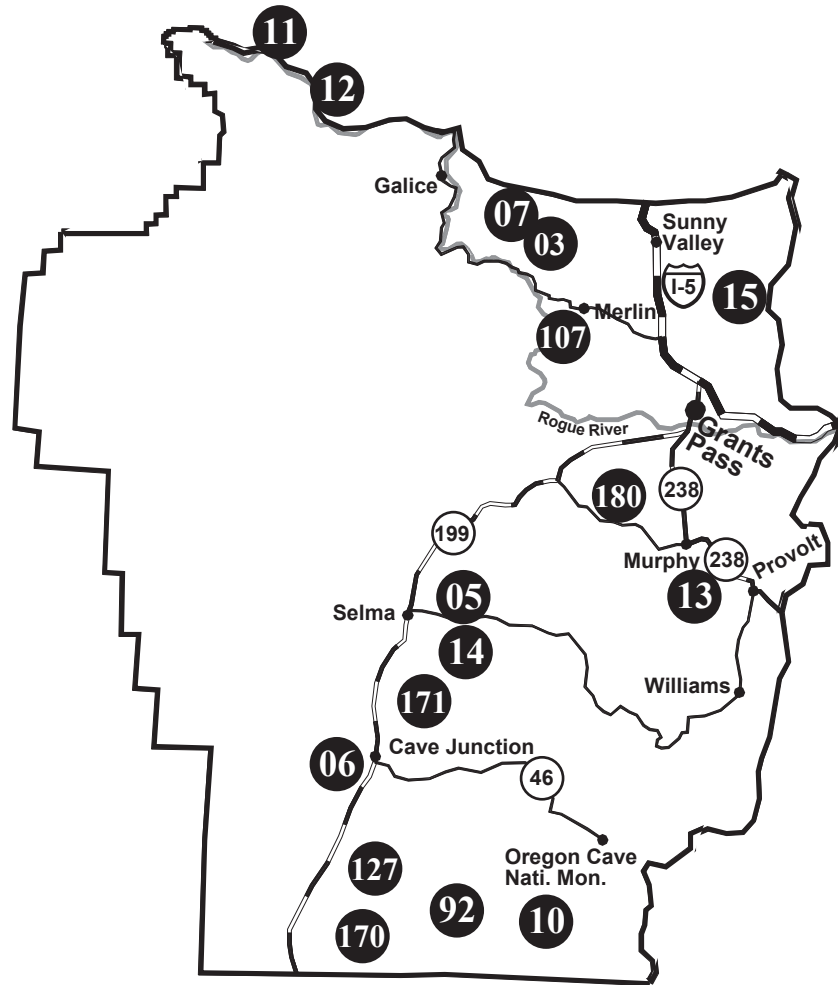 11
12
Galice
07
03
Sunny
Valley
I-5
15
Merlin
107
Rogue River
Grants
Pass
180
238
199
Murphy
238
Provolt
13
Selma
05
14
Williams
171
Cave Junction
06
46
Oregon Cave
Nati. Mon.
127
92
10
170